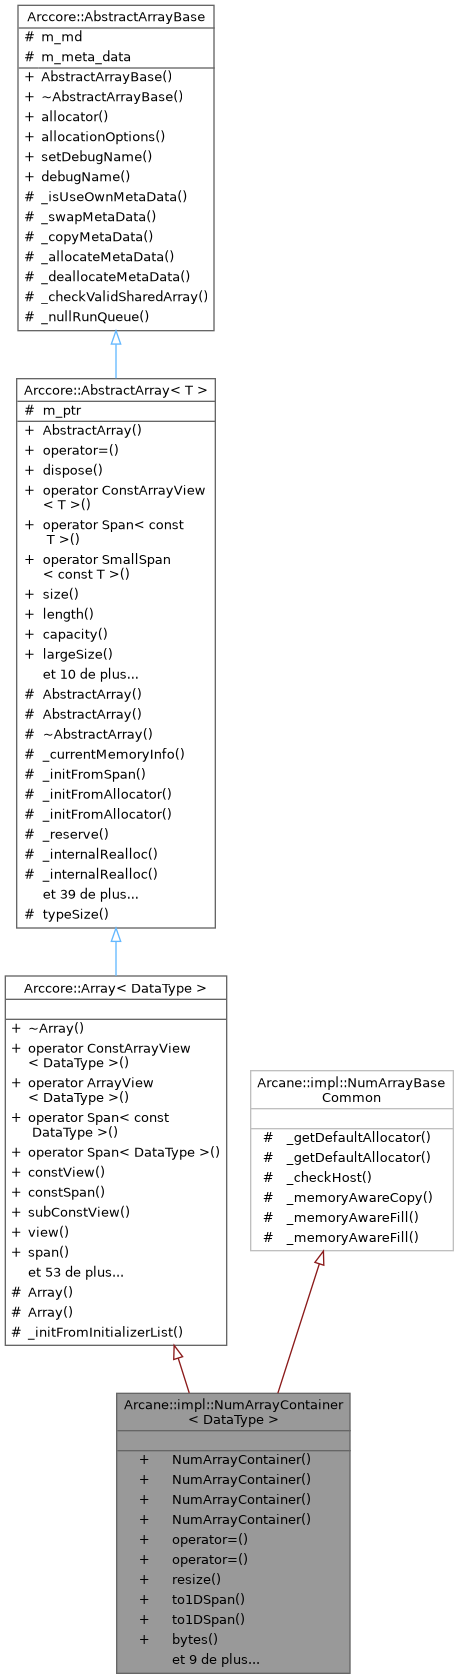 Arccore::AbstractArrayBase
# m_md
# m_meta_data
+ AbstractArrayBase()
+ ~AbstractArrayBase()
+ allocator()
+ allocationOptions()
+ setDebugName()
+ debugName()
# _isUseOwnMetaData()
# _swapMetaData()
# _copyMetaData()
# _allocateMetaData()
# _deallocateMetaData()
# _checkValidSharedArray()
# _nullRunQueue()
Arccore::AbstractArray< T >
# m_ptr
+ AbstractArray()
+ operator=()
+ dispose()
+ operator ConstArrayView
< T >()
+ operator Span< const
T >()
+ operator SmallSpan
< const T >()
+ size()
+ length()
+ capacity()
+ largeSize()
et 10 de plus...
# AbstractArray()
# AbstractArray()
# ~AbstractArray()
# _currentMemoryInfo()
# _initFromSpan()
# _initFromAllocator()
# _initFromAllocator()
# _reserve()
# _internalRealloc()
# _internalRealloc()
et 39 de plus...
# typeSize()
Arccore::Array< DataType >
+ ~Array()
+ operator ConstArrayView
< DataType >()
+ operator ArrayView
< DataType >()
+ operator Span< const
DataType >()
+ operator Span< DataType >()
+ constView()
+ constSpan()
+ subConstView()
+ view()
+ span()
et 53 de plus...
# Array()
# Array()
# _initFromInitializerList()
Arcane::impl::NumArrayBase
Common
# _getDefaultAllocator()
# _getDefaultAllocator()
# _checkHost()
# _memoryAwareCopy()
# _memoryAwareFill()
# _memoryAwareFill()
Arcane::impl::NumArrayContainer
< DataType >
+ NumArrayContainer()
+ NumArrayContainer()
+ NumArrayContainer()
+ NumArrayContainer()
+ operator=()
+ operator=()
+ resize()
+ to1DSpan()
+ to1DSpan()
+ bytes()
et 9 de plus...